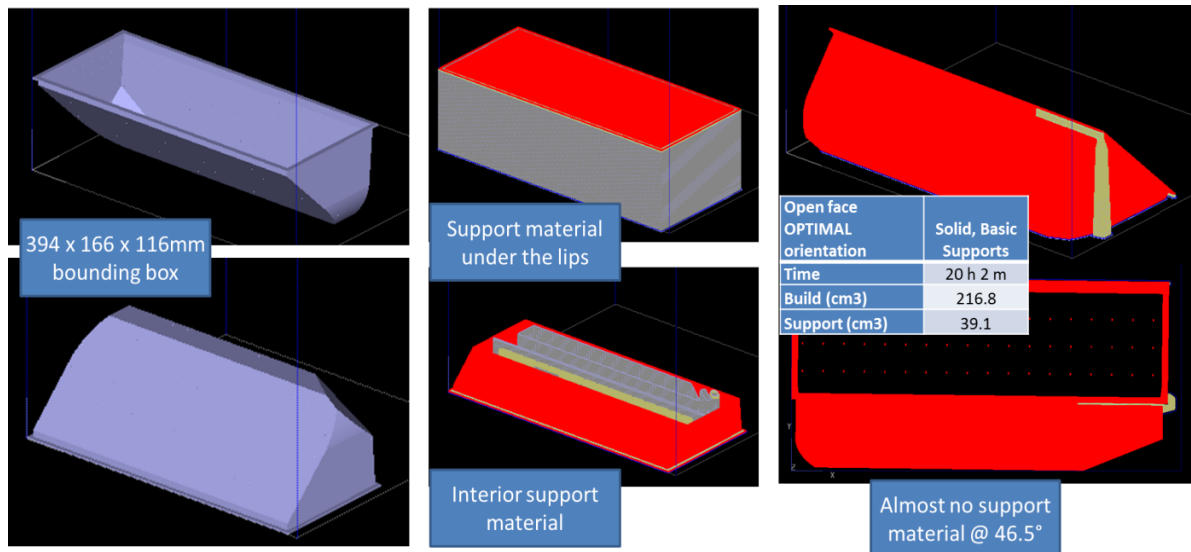 394 x 166 x 116mm
bounding box
Support material
under the lips
Interior support
material
Open face
OPTIMAL
orientation
Solid, Basic
Supports
Time
20 h 2 m
Build (cm3)
216.8
Support (cm3)
39.1
Y
Z
X
Almost no support
material @ 46.5°